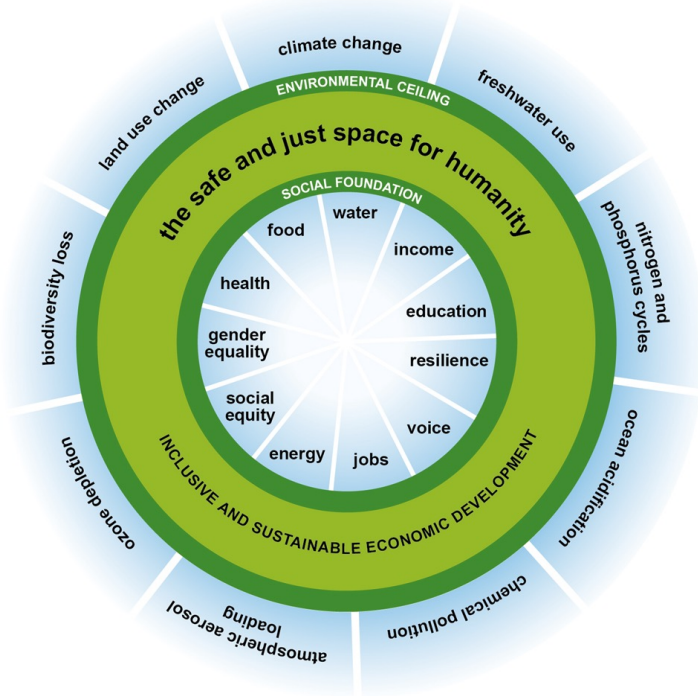 climate change
freshwater use
nitrogen and
phosphorus cycles
ocean acidification
chemical pollution
atmospheric aerosol
loading
ozone depletion
biodiversity loss
land use change
ENVIRONMENTAL CEILING
the safe and just space for humanity
SOCIAL FOUNDATION
water
income
education
resilience
voice
jobs
energy
social
equity
gender
equality
health
food
INCLUSIVE AND SUSTAINABLE ECONOMIC DEVELOPMENT